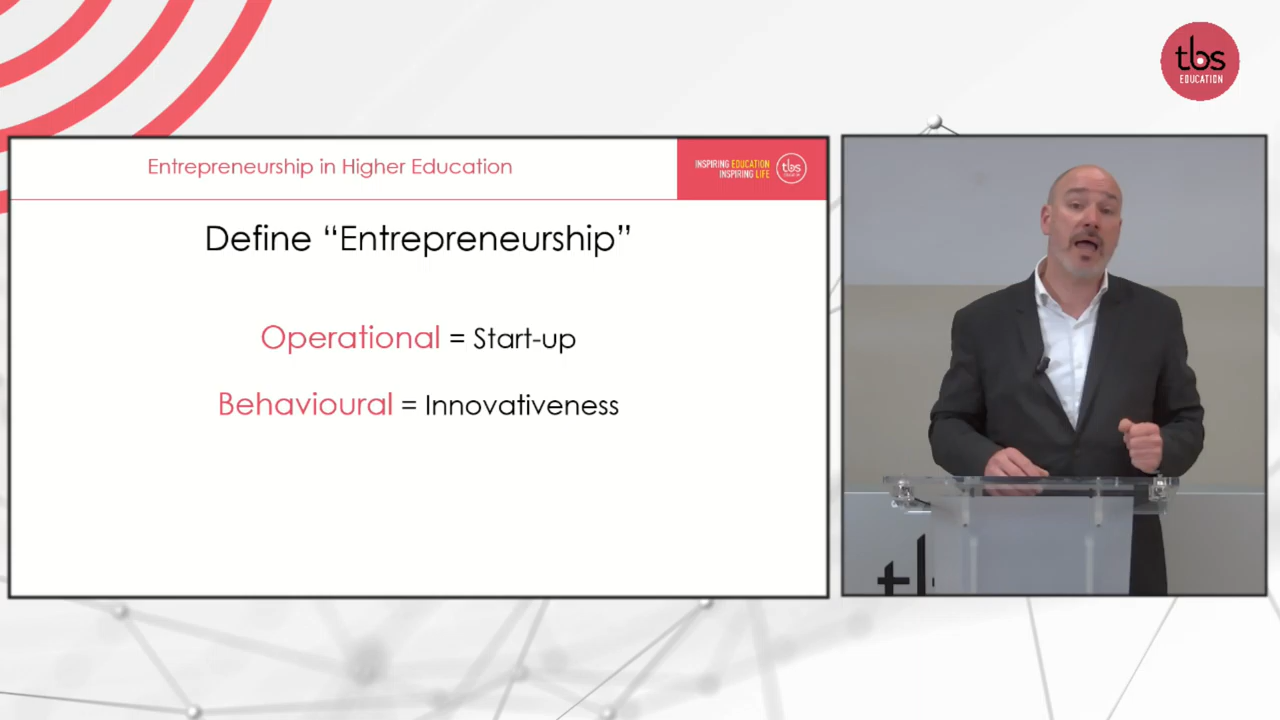 tbs
EDUCATION
Entrepreneurship in Higher Education
INSPIRING EDUCATION
INSPIRING LIFE
tbs
Define “Entrepreneurship”
Operational = Start-up
Behavioural = Innovativeness